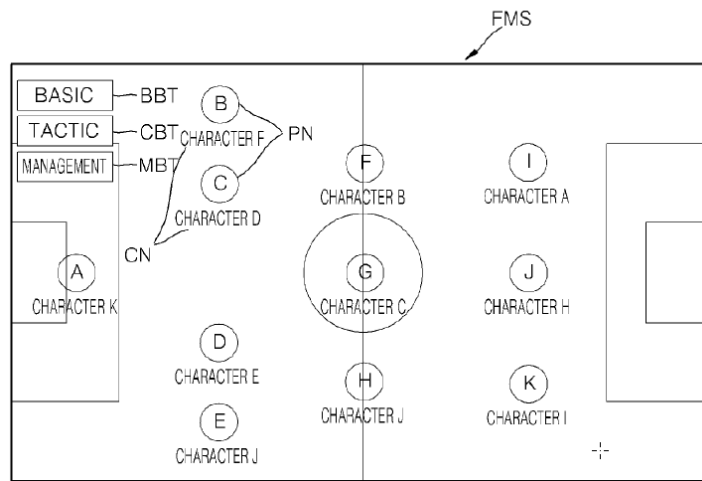 FMS
BASIC
BBT
B
TACTIC
CBT
CHARACTER F
PN
MANAGEMENT
MBT
F
I
C
CHARACTER B
CHARACTER A
CHARACTER D
CN
A
G
J
CHARACTER K
CHARACTER C
CHARACTER H
D
CHARACTER E
H
K
CHARACTER J
CHARACTER I
E
CHARACTER J